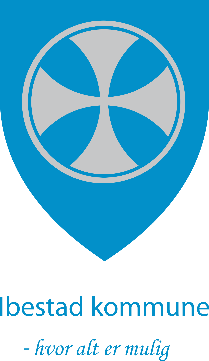 Ibestad kommune
- hvor alt er mulig